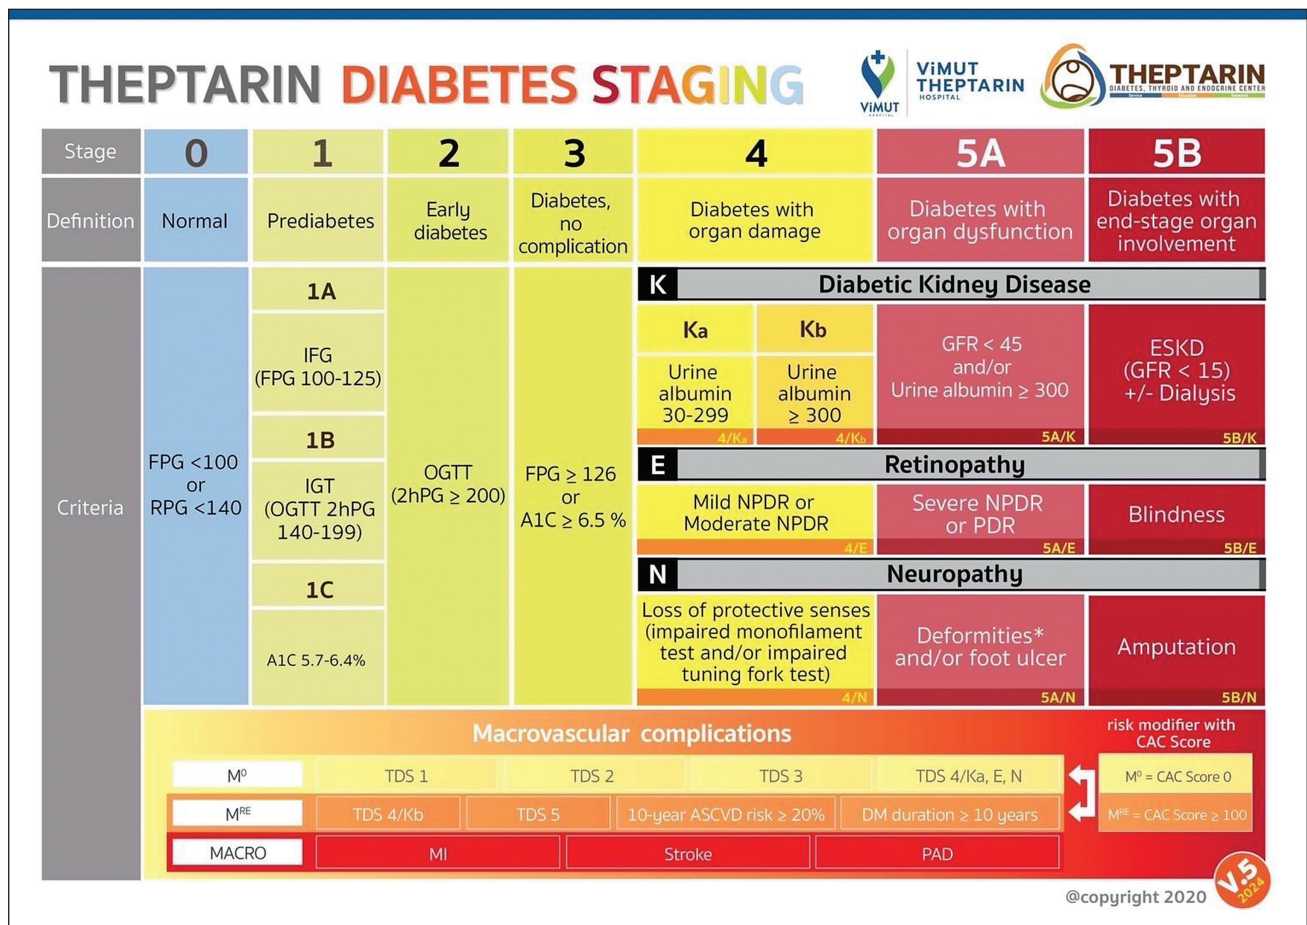 THEPTARIN DIABETES STAGING
ViMUT
HOSPITAL
ViMUT
THEPTARIN
HOSPITAL
THEPTARIN
DIABETES, THYROID AND ENDOCRINE CENTER
Stage
0
1
2
3
4
5A
5B
Definition
Normal
Prediabetes
Early
diabetes
Diabetes,
no
complication
Diabetes with
organ damage
Diabetes with
organ dysfunction
Diabetes with
end-stage organ
involvement
Criteria
FPG <100
or
RPG <140
1A
IFG
(FPG 100-125)
1B
IGT
(OGTT 2hPG
140-199)
1C
A1C 5.7-6.4%
OGTT
(2hPG ≥ 200)
FPG ≥ 126
or
A1C ≥ 6.5 %
K
Diabetic Kidney Disease
Ka
Urine
albumin
30-299
4/Ka
Kb
Urine
albumin
≥ 300
4/Kb
GFR < 45
and/or
Urine albumin ≥ 300
5A/K
ESKD
(GFR < 15)
+/- Dialysis
5B/K
E
Retinopathy
Mild NPDR or
Moderate NPDR
4/E
Severe NPDR
or PDR
5A/E
Blindness
5B/E
N
Neuropathy
Loss of protective senses
(impaired monofilament
test and/or impaired
tuning fork test)
4/N
Deformities*
and/or foot ulcer
5A/N
Amputation
5B/N
Macrovascular complications
risk modifier with
CAC Score
M⁰
TDS 1
TDS 2
TDS 3
TDS 4/Ka, E, N
M⁰ = CAC Score 0
Mᴿᴱ
TDS 4/Kb
TDS 5
10-year ASCVD risk ≥ 20%
DM duration ≥ 10 years
Mᴿᴱ = CAC Score ≥ 100
MACRO
MI
Stroke
PAD
@copyright 2020
V.5
2024